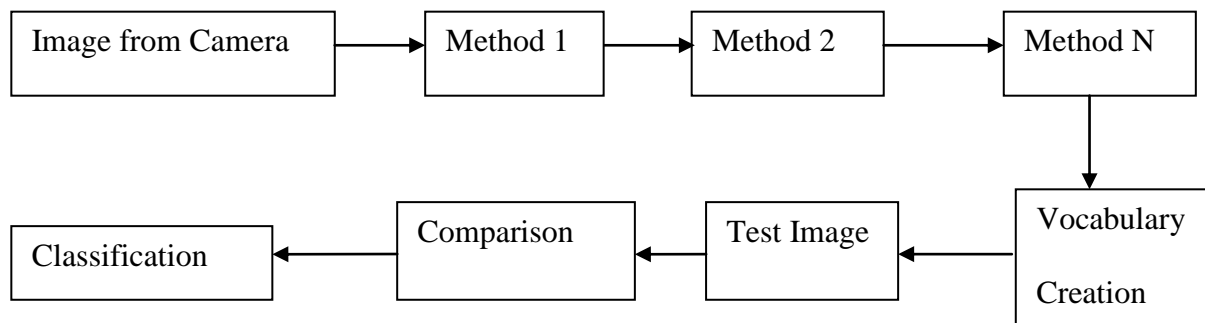 Image from Camera
Method 1
Method 2
Method N
Vocabulary
Creation
Test Image
Comparison
Classification